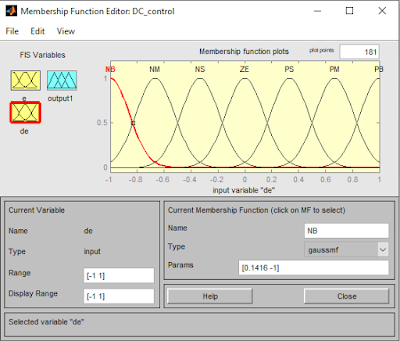 Membership Function Editor: DC_control
File Edit View
FIS Variables
e
output1
de
Membership function plots
plot points
181
NB NM NS ZE PS PM PB
1
0.5
0
-1 -0.8 -0.6 -0.4 -0.2 0 0.2 0.4 0.6 0.8 1
input variable "de"
Current Variable
Name de
Type input
Range [-1 1]
Display Range [-1 1]
Current Membership Function (click on MF to select)
Name NB
Type gaussmf
Params [0.1416 -1]
Help Close
Selected variable "de"